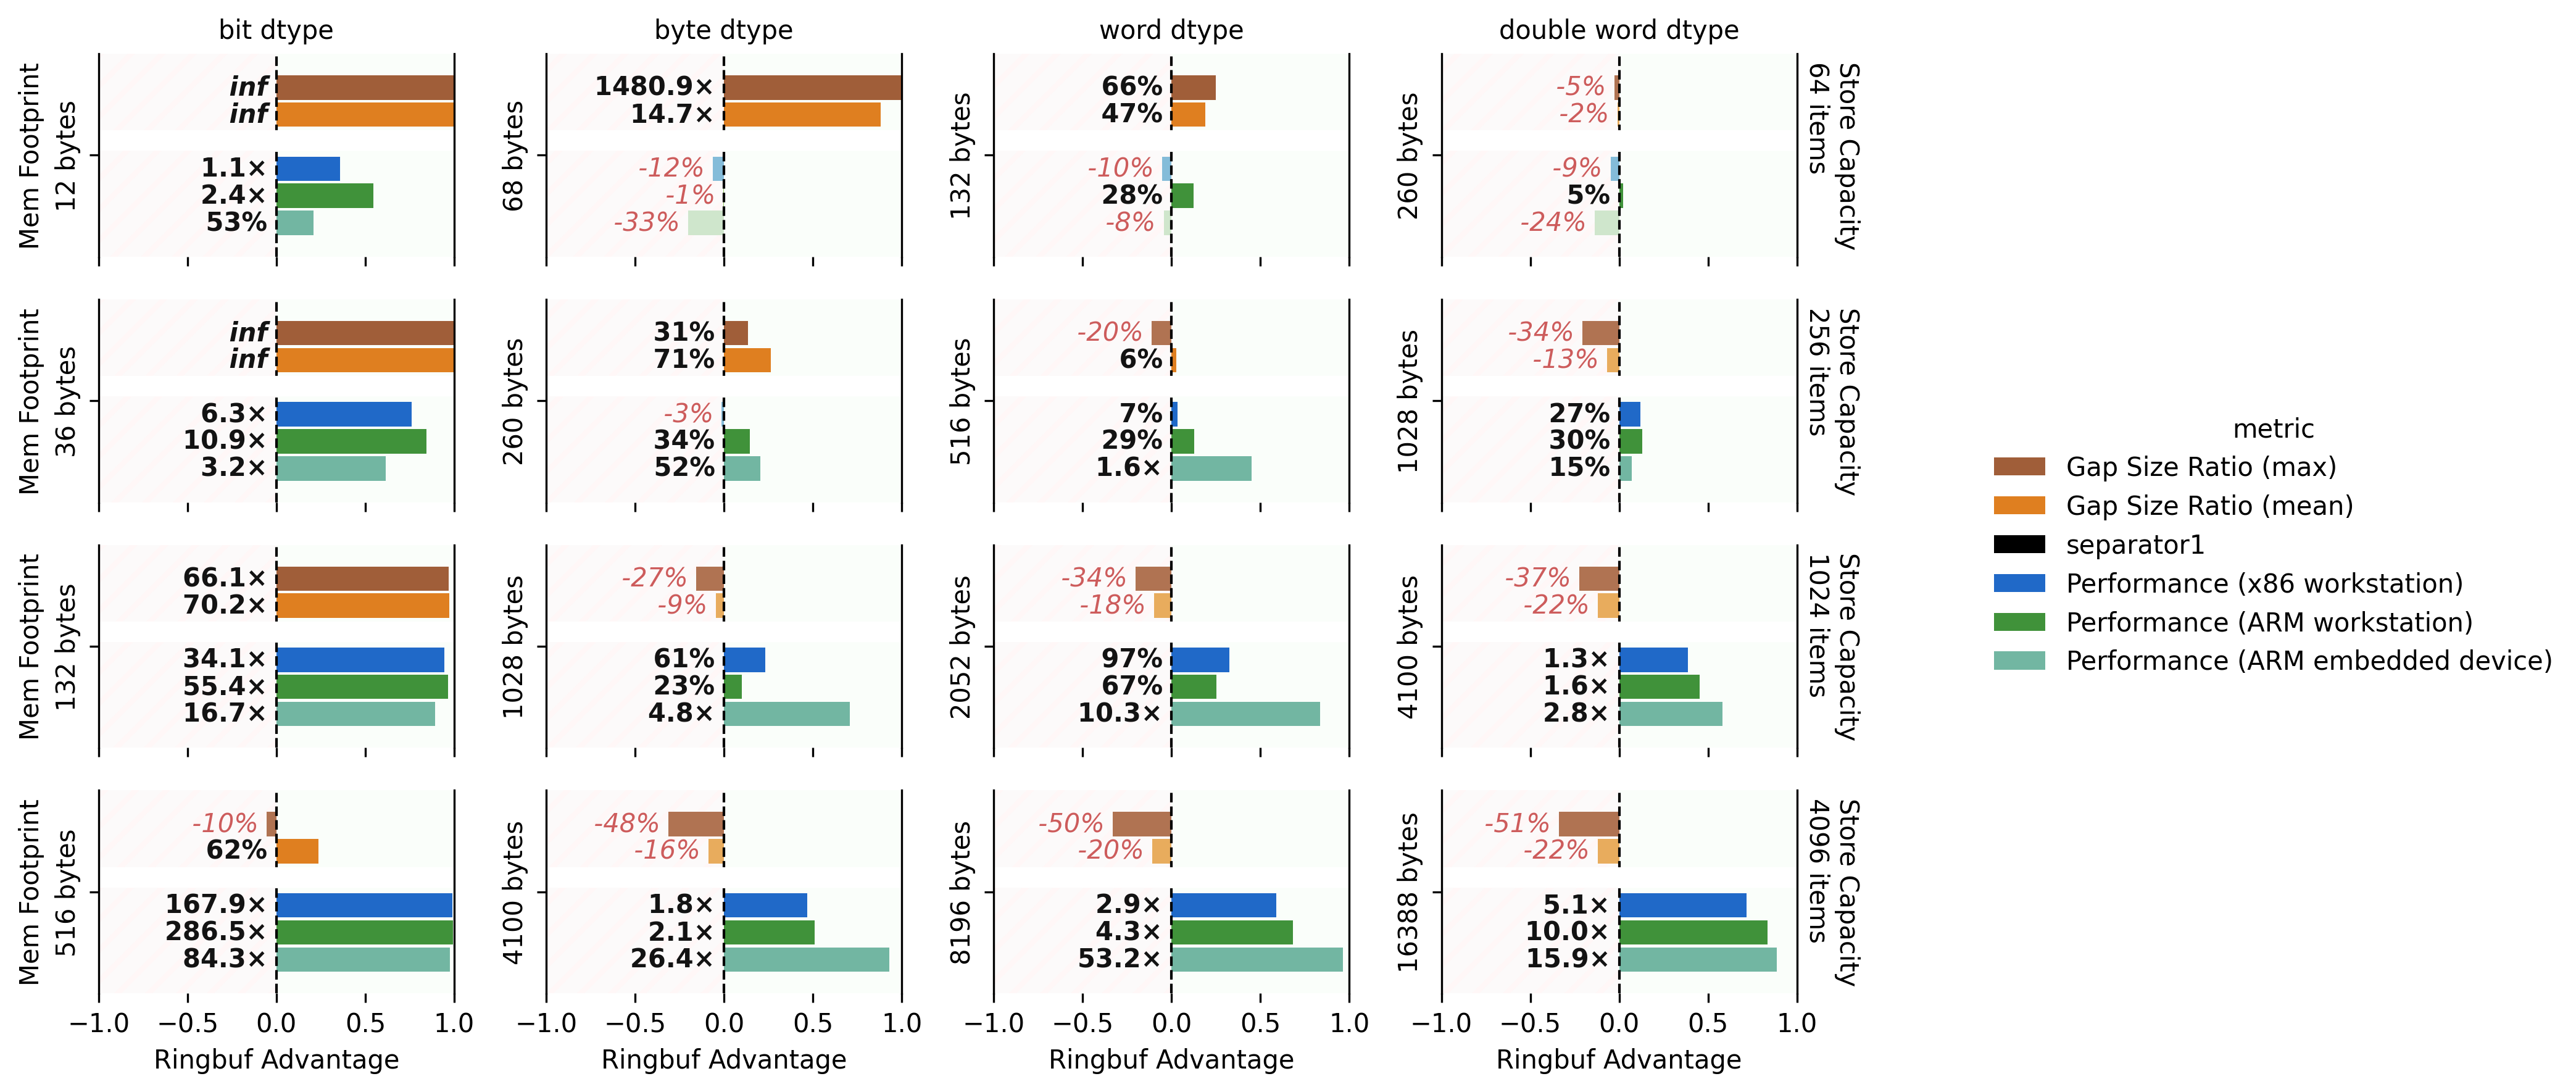 bit dtype
byte dtype
word dtype
double word dtype
Mem Footprint
12 bytes
inf
inf
1.1×
2.4×
53%
68 bytes
1480.9×
14.7×
-12%
-1%
-33%
132 bytes
66%
47%
-10%
28%
-8%
260 bytes
-5%
-2%
-9%
5%
-24%
Store Capacity
64 items
Mem Footprint
36 bytes
inf
inf
6.3×
10.9×
3.2×
260 bytes
31%
71%
-3%
34%
52%
516 bytes
-20%
6%
7%
29%
1.6×
1028 bytes
-34%
-13%
27%
30%
15%
Store Capacity
256 items
Mem Footprint
132 bytes
66.1×
70.2×
34.1×
55.4×
16.7×
1028 bytes
-27%
-9%
61%
23%
4.8×
2052 bytes
-34%
-18%
97%
67%
10.3×
4100 bytes
-37%
-22%
1.3×
1.6×
2.8×
Store Capacity
1024 items
Mem Footprint
516 bytes
-10%
62%
167.9×
286.5×
84.3×
4100 bytes
-48%
-16%
1.8×
2.1×
26.4×
8196 bytes
-50%
-20%
2.9×
4.3×
53.2×
16388 bytes
-51%
-22%
5.1×
10.0×
15.9×
Store Capacity
4096 items
−1.0 −0.5 0.0 0.5 1.0
−1.0 −0.5 0.0 0.5 1.0
−1.0 −0.5 0.0 0.5 1.0
−1.0 −0.5 0.0 0.5 1.0
Ringbuf Advantage
Ringbuf Advantage
Ringbuf Advantage
Ringbuf Advantage
metric
Gap Size Ratio (max)
Gap Size Ratio (mean)
separator1
Performance (x86 workstation)
Performance (ARM workstation)
Performance (ARM embedded device)